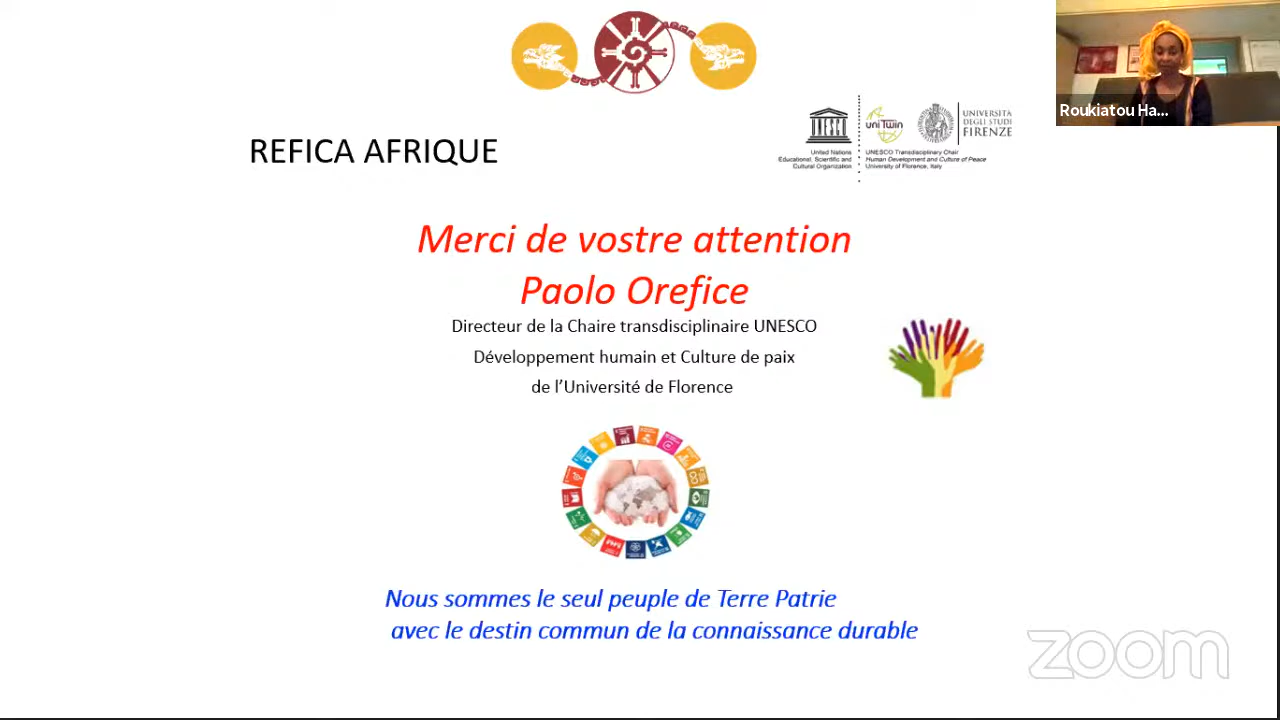 Roukiatou Ha...
REFICA AFRIQUE
UNESCO
United Nations
Educational, Scientific and
Cultural Organization
uniTwin
UNESCO Transdisciplinary Chair
Human Development and Culture of Peace
University of Florence, Italy
UNIVERSITÀ
DEGLI STUDI
FIRENZE
Merci de vostre attention
Paolo Orefice
Directeur de la Chaire transdisciplinaire UNESCO
Développement humain et Culture de paix
de l’Université de Florence
Nous sommes le seul peuple de Terre Patrie
avec le destin commun de la connaissance durable
zoom